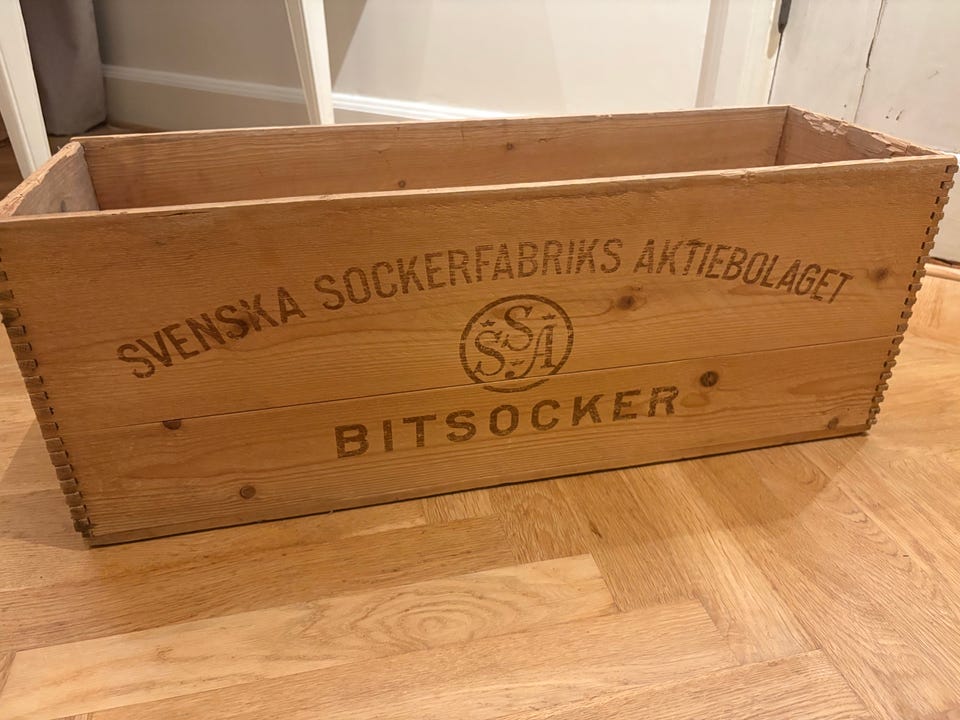 SVENSKA SOCKERFABRIKS AKTIEBOLAGET
SSA
BITSOCKER